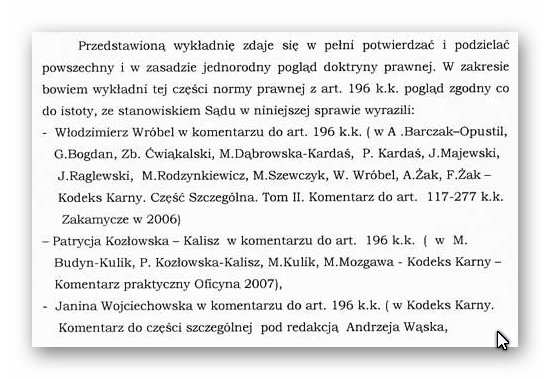 Przedstawioną wykładnię zdaje się w pełni potwierdzać i podzielać
powszechny i w zasadzie jednorodny pogląd doktryny prawnej. W zakresie
bowiem wykładni tej części normy prawnej z art. 196 k.k. pogląd zgodny co
do istoty, ze stanowiskiem Sądu w niniejszej sprawie wyrazili:
- Włodzimierz Wróbel w komentarzu do art. 196 k.k. ( w A .Barczak–Opustil,
G.Bogdan, Zb. Ćwiąkalski, M.Dąbrowska-Kardaś, P. Kardaś, J.Majewski,
J.Raglewski, M.Rodzynkiewicz, M.Szewczyk, W. Wróbel, A.Żak, F.Żak –
Kodeks Karny. Część Szczególna. Tom II. Komentarz do art. 117-277 k.k.
Zakamycze w 2006)
– Patrycja Kozłowska – Kalisz w komentarzu do art. 196 k.k. ( w M.
Budyn-Kulik, P. Kozłowska-Kalisz, M.Kulik, M.Mozgawa - Kodeks Karny –
Komentarz praktyczny Oficyna 2007),
- Janina Wojciechowska w komentarzu do art. 196 k.k. ( w Kodeks Karny.
Komentarz do części szczególnej pod redakcją Andrzeja Wąska,